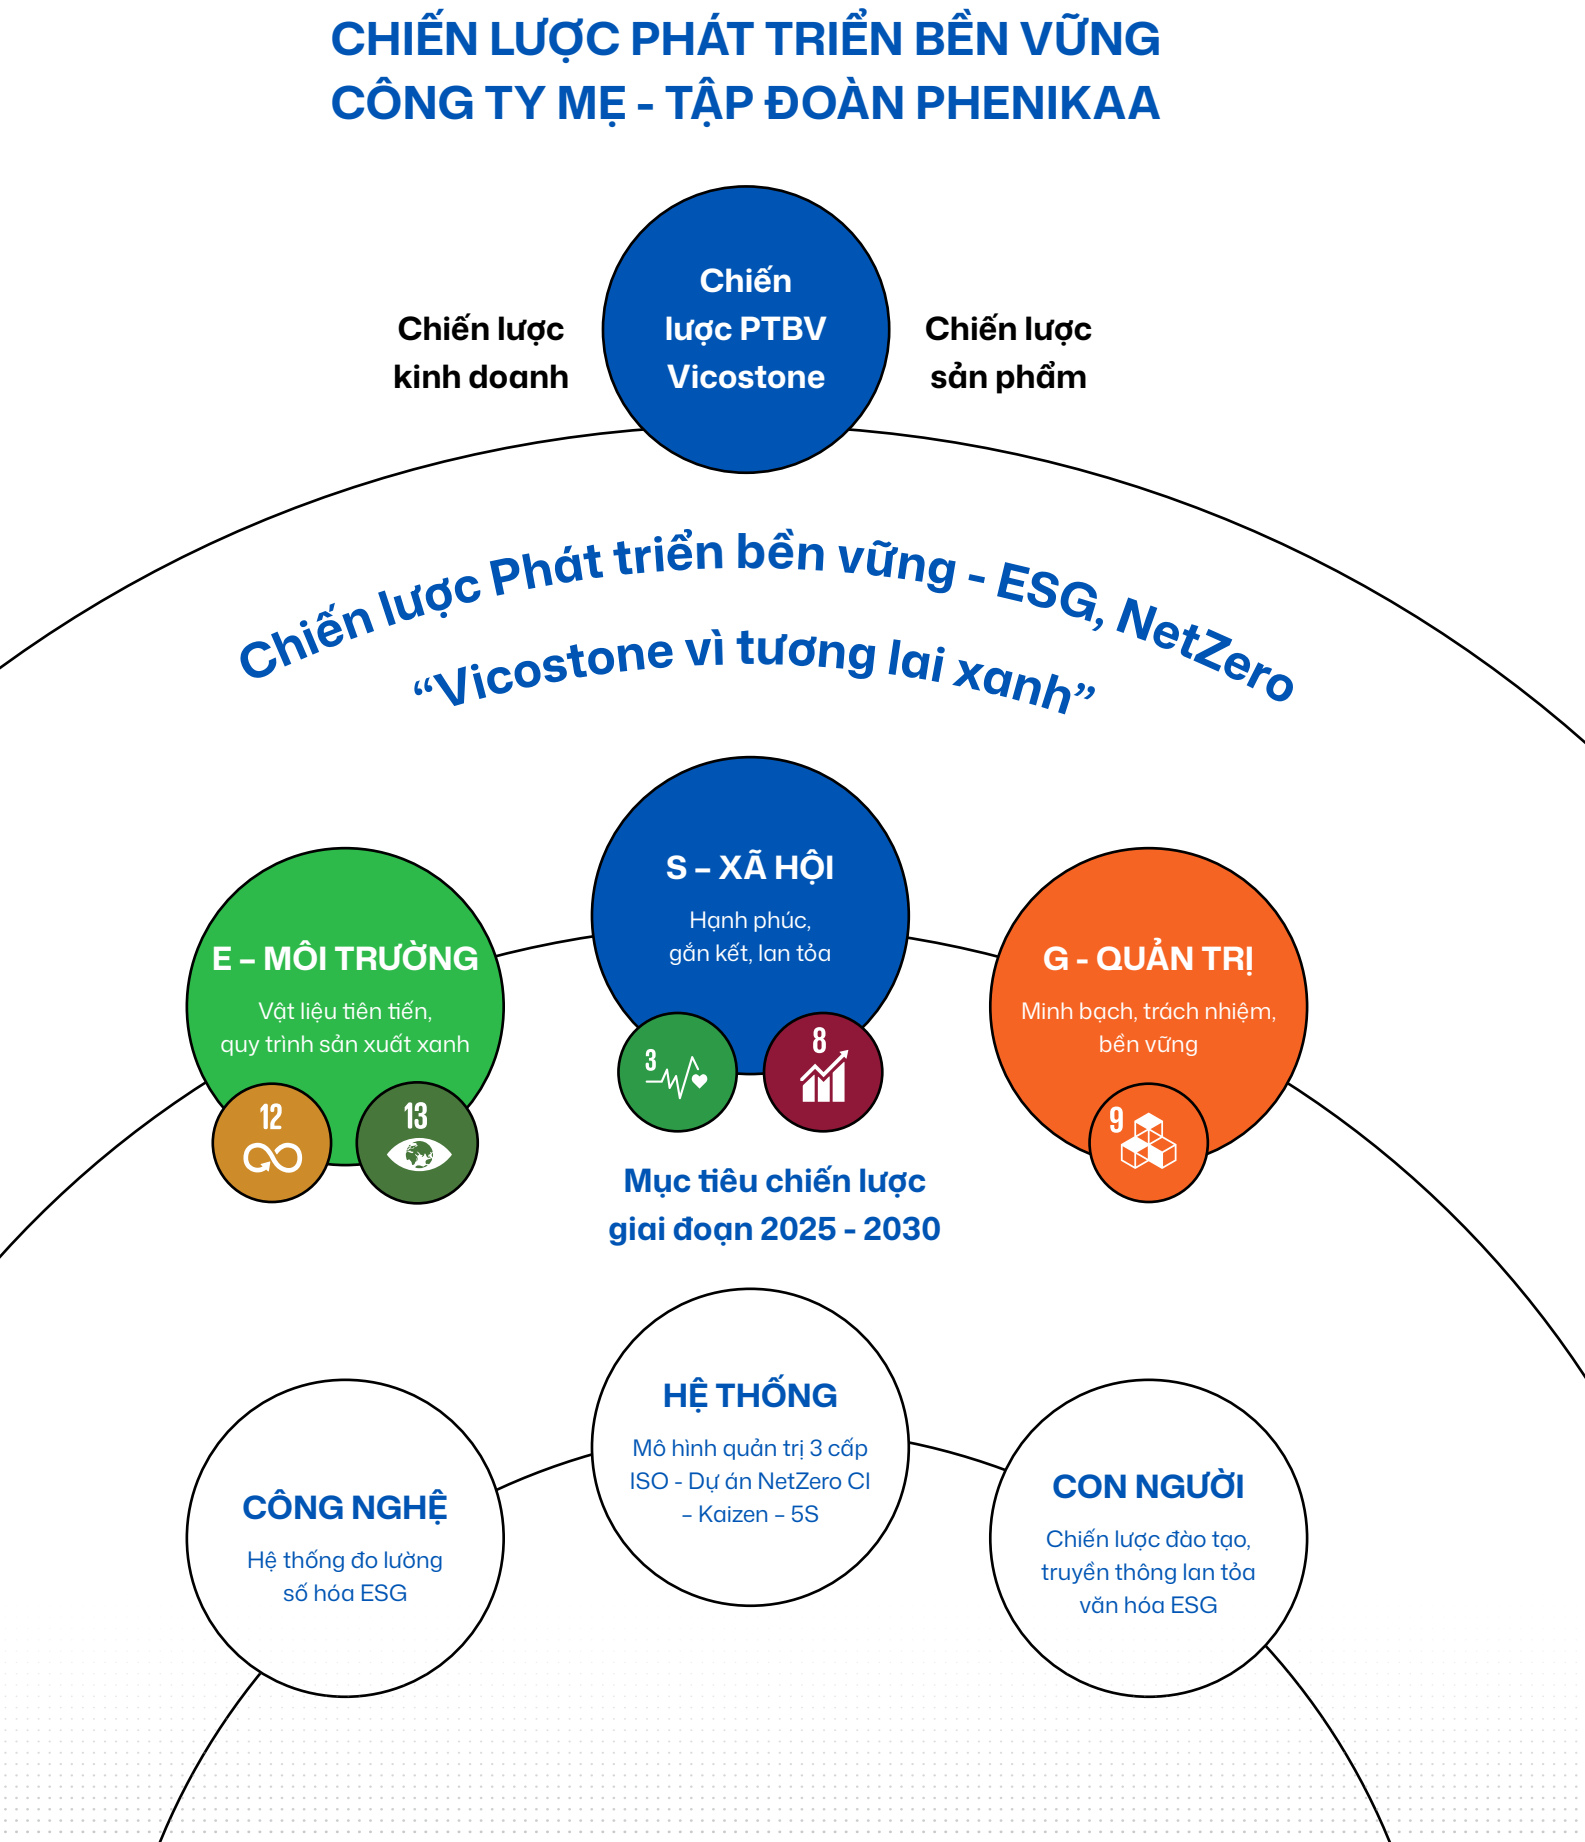 CHIẾN LƯỢC PHÁT TRIỂN BỀN VỮNG
CÔNG TY MẸ - TẬP ĐOÀN PHENIKAA
Chiến lược
kinh doanh
Chiến
lược PTBV
Vicostone
Chiến lược
sản phẩm
Chiến lược Phát triển bền vững - ESG, NetZero
“Vicostone vì tương lai xanh”
E – MÔI TRƯỜNG
Vật liệu tiên tiến,
quy trình sản xuất xanh
12
13
S – XÃ HỘI
Hạnh phúc,
gắn kết, lan tỏa
3
8
G - QUẢN TRỊ
Minh bạch, trách nhiệm,
bền vững
9
Mục tiêu chiến lược
giai đoạn 2025 - 2030
CÔNG NGHỆ
Hệ thống đo lường
số hóa ESG
HỆ THỐNG
Mô hình quản trị 3 cấp
ISO - Dự án NetZero CI
– Kaizen – 5S
CON NGƯỜI
Chiến lược đào tạo,
truyền thông lan tỏa
văn hóa ESG